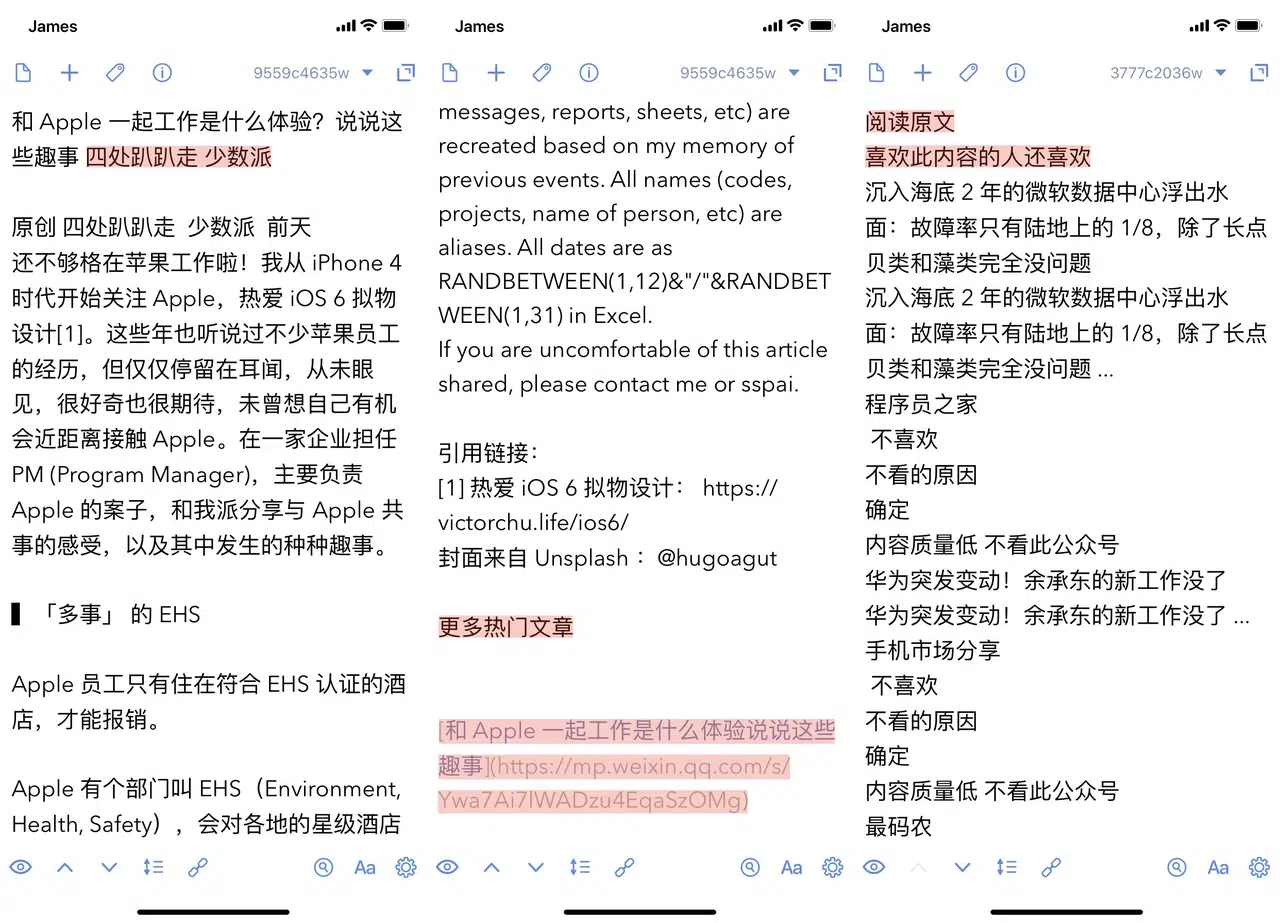 James
9559c4635w
和 Apple 一起工作是什么体验？说说这
些趣事 四处趴趴走 少数派
原创 四处趴趴走 少数派 前天
还不够格在苹果工作啦！我从 iPhone 4
时代开始关注 Apple，热爱 iOS 6 拟物
设计[1]。这些年也听说过不少苹果员工
的经历，但仅仅停留在耳闻，从未眼
见，很好奇也很期待，未曾想自己有机
会近距离接触 Apple。在一家企业担任
PM (Program Manager)，主要负责
Apple 的案子，和我派分享与 Apple 共
事的感受，以及其中发生的种种趣事。
▌「多事」 的 EHS
Apple 员工只有住在符合 EHS 认证的酒
店，才能报销。
Apple 有个部门叫 EHS（Environment,
Health, Safety），会对各地的星级酒店
Aa
James
9559c4635w
messages, reports, sheets, etc) are
recreated based on my memory of
previous events. All names (codes,
projects, name of person, etc) are
aliases. All dates are as
RANDBETWEEN(1,12)&"/"&RANDBET
WEEN(1,31) in Excel.
If you are uncomfortable of this article
shared, please contact me or sspai.
引用链接：
[1] 热爱 iOS 6 拟物设计： https://
victorchu.life/ios6/
封面来自 Unsplash ：@hugoagut
更多热门文章
[和 Apple 一起工作是什么体验说说这些
趣事](https://mp.weixin.qq.com/s/
Ywa7Ai7lWADzu4EqaSzOMg)
Aa
James
3777c2036w
阅读原文
喜欢此内容的人还喜欢
沉入海底 2 年的微软数据中心浮出水
面：故障率只有陆地上的 1/8，除了长点
贝类和藻类完全没问题
沉入海底 2 年的微软数据中心浮出水
面：故障率只有陆地上的 1/8，除了长点
贝类和藻类完全没问题 ...
程序员之家
不喜欢
不看的原因
确定
内容质量低 不看此公众号
华为突发变动！余承东的新工作没了
华为突发变动！余承东的新工作没了 ...
手机市场分享
不喜欢
不看的原因
确定
内容质量低 不看此公众号
最码农
Aa